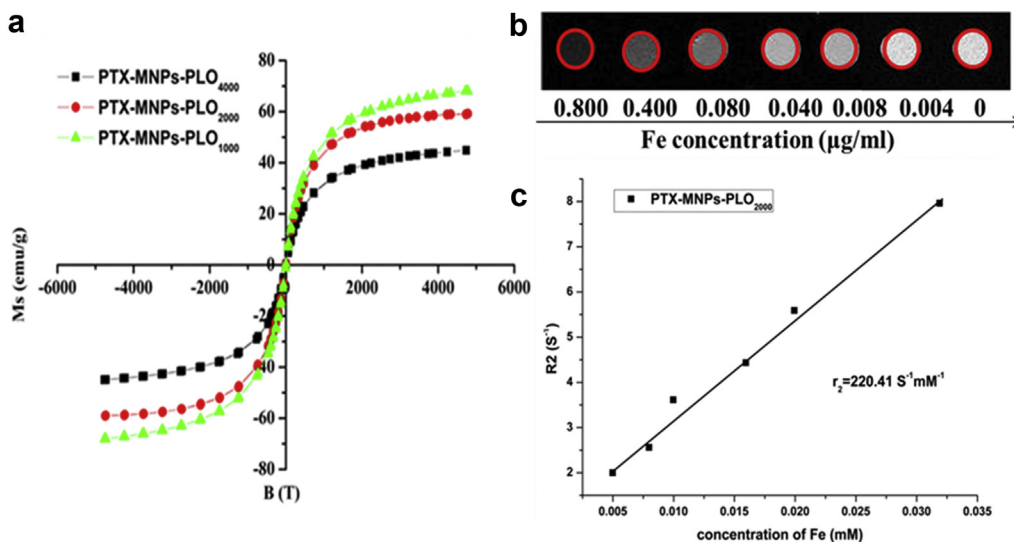 a
PTX-MNPs-PLO4000
PTX-MNPs-PLO2000
PTX-MNPs-PLO1000
80
60
40
20
0
-6000 -4000 -2000 2000 4000 6000
-20
-40
-60
-80
Ms (emu/g)
B (T)
b
0.800 0.400 0.080 0.040 0.008 0.004 0
Fe concentration (µg/ml)
c
PTX-MNPs-PLO2000
8
7
6
5
4
3
2
R2 (S-1)
r2=220.41 S-1mM-1
0.005 0.010 0.015 0.020 0.025 0.030 0.035
concentration of Fe (mM)